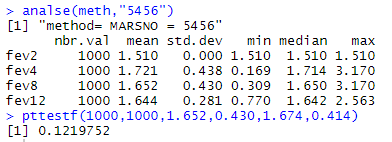 > analse(meth,"5456")
[1] "method= MARSNO = 5456"
nbr.val mean std.dev min median max
fev2 1000 1.510 0.000 1.510 1.510 1.510
fev4 1000 1.721 0.438 0.169 1.714 3.170
fev8 1000 1.652 0.430 0.309 1.650 3.170
fev12 1000 1.644 0.281 0.770 1.642 2.563
> pttestf(1000,1000,1.652,0.430,1.674,0.414)
[1] 0.1219752